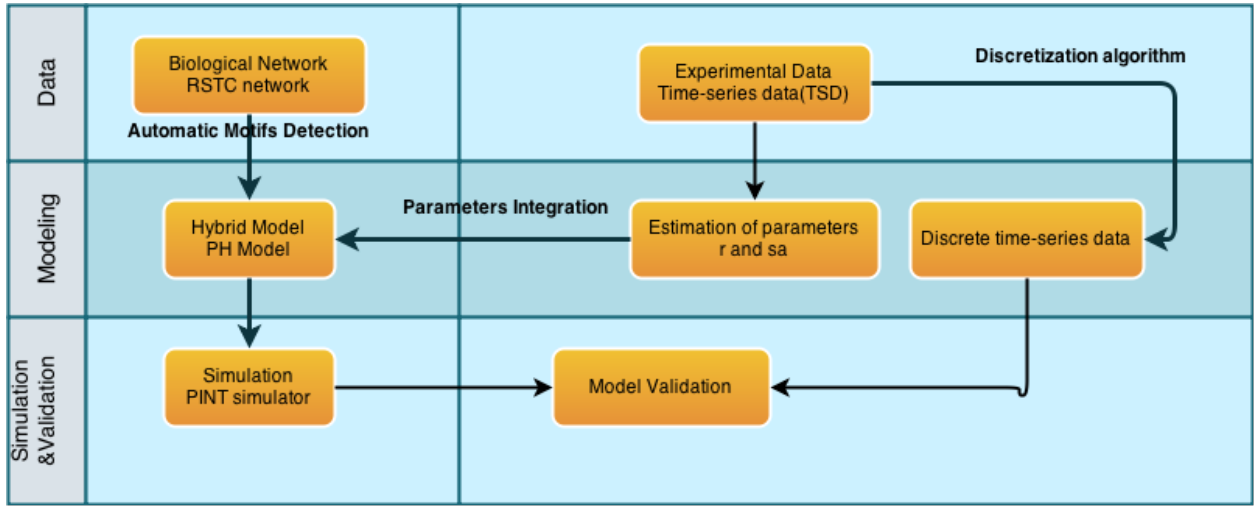 Data
Biological Network
RSTC network
Experimental Data
Time-series data(TSD)
Discretization algorithm
Automatic Motifs Detection
Modeling
Hybrid Model
PH Model
Parameters Integration
Estimation of parameters
r and sa
Discrete time-series data
Simulation
&Validation
Simulation
PINT simulator
Model Validation